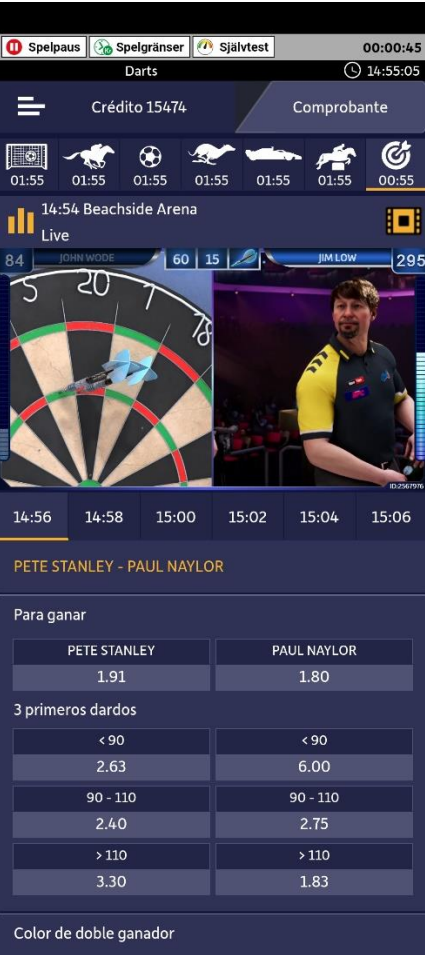 Spelpaus Spelgränser Självtest 00:00:45
Darts 14:55:05
Crédito 15474 Comprobante
01:55 01:55 01:55 01:55 01:55 01:55 00:55
14:54 Beachside Arena
Live
84 JOHN WODE 60 15 JIM LOW 295
5 20 1 18
ID:2567976
14:56 14:58 15:00 15:02 15:04 15:06
PETE STANLEY - PAUL NAYLOR
Para ganar
PETE STANLEY PAUL NAYLOR
1.91 1.80
3 primeros dardos
< 90 < 90
2.63 6.00
90 - 110 90 - 110
2.40 2.75
> 110 > 110
3.30 1.83
Color de doble ganador